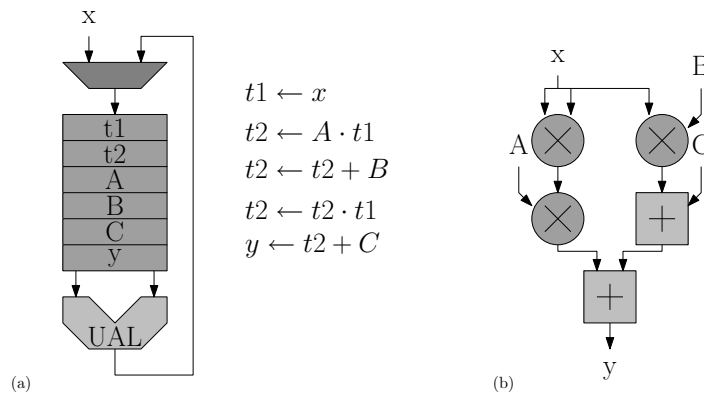 x
t1
t2
A
B
C
y
UAL
(a)
t1 ← x
t2 ← A · t1
t2 ← t2 + B
t2 ← t2 · t1
y ← t2 + C
x
B
A
C
y
(b)